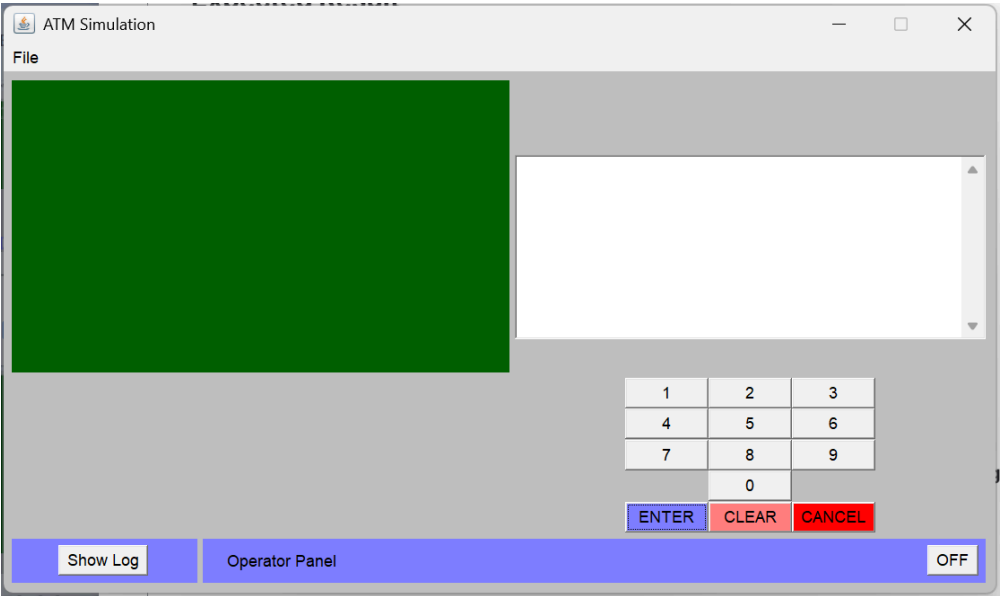 ATM Simulation
File
1 2 3
4 5 6
7 8 9
0
ENTER CLEAR CANCEL
Show Log Operator Panel OFF